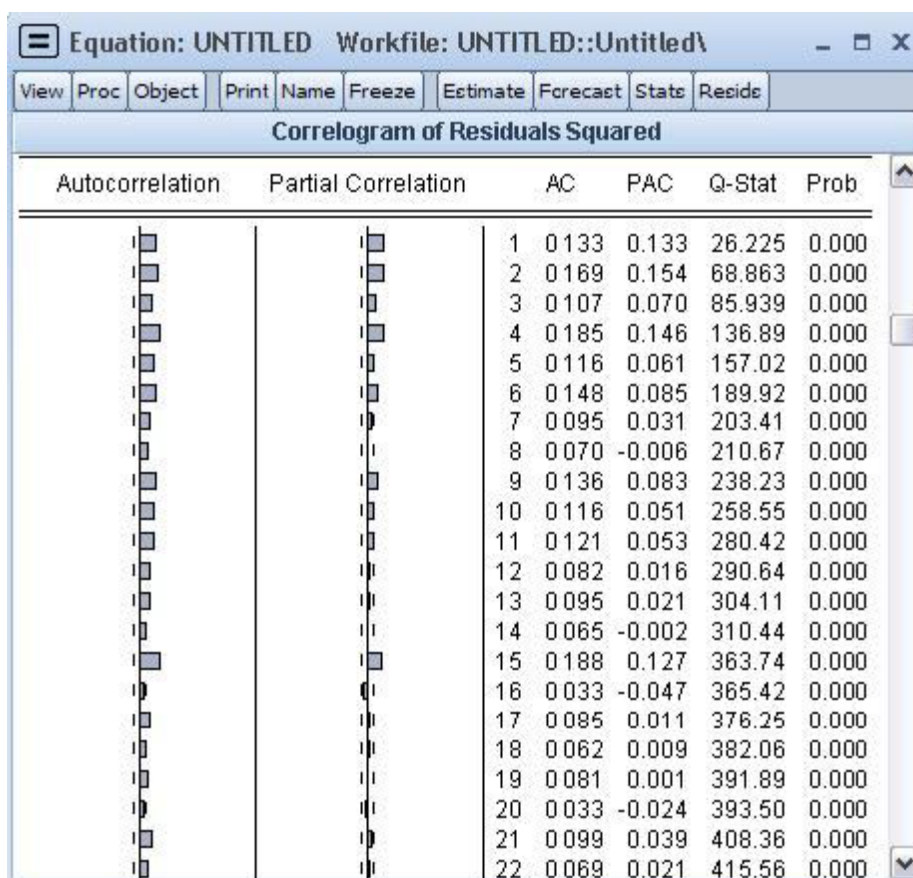 Equation: UNTITLED Workfile: UNTITLED::Untitled\
View Proc Object Print Name Freeze Estimate Forecast Stats Resids
Correlogram of Residuals Squared
Autocorrelation Partial Correlation AC PAC Q-Stat Prob
1 0.133 0.133 26.225 0.000
2 0.169 0.154 68.863 0.000
3 0.107 0.070 85.939 0.000
4 0.185 0.146 136.89 0.000
5 0.116 0.061 157.02 0.000
6 0.148 0.085 189.92 0.000
7 0.095 0.031 203.41 0.000
8 0.070 -0.006 210.67 0.000
9 0.136 0.083 238.23 0.000
10 0.116 0.051 258.55 0.000
11 0.121 0.053 280.42 0.000
12 0.082 0.016 290.64 0.000
13 0.095 0.021 304.11 0.000
14 0.065 -0.002 310.44 0.000
15 0.188 0.127 363.74 0.000
16 0.033 -0.047 365.42 0.000
17 0.085 0.011 376.25 0.000
18 0.062 0.009 382.06 0.000
19 0.081 0.001 391.89 0.000
20 0.033 -0.024 393.50 0.000
21 0.099 0.039 408.36 0.000
22 0.069 0.021 415.56 0.000